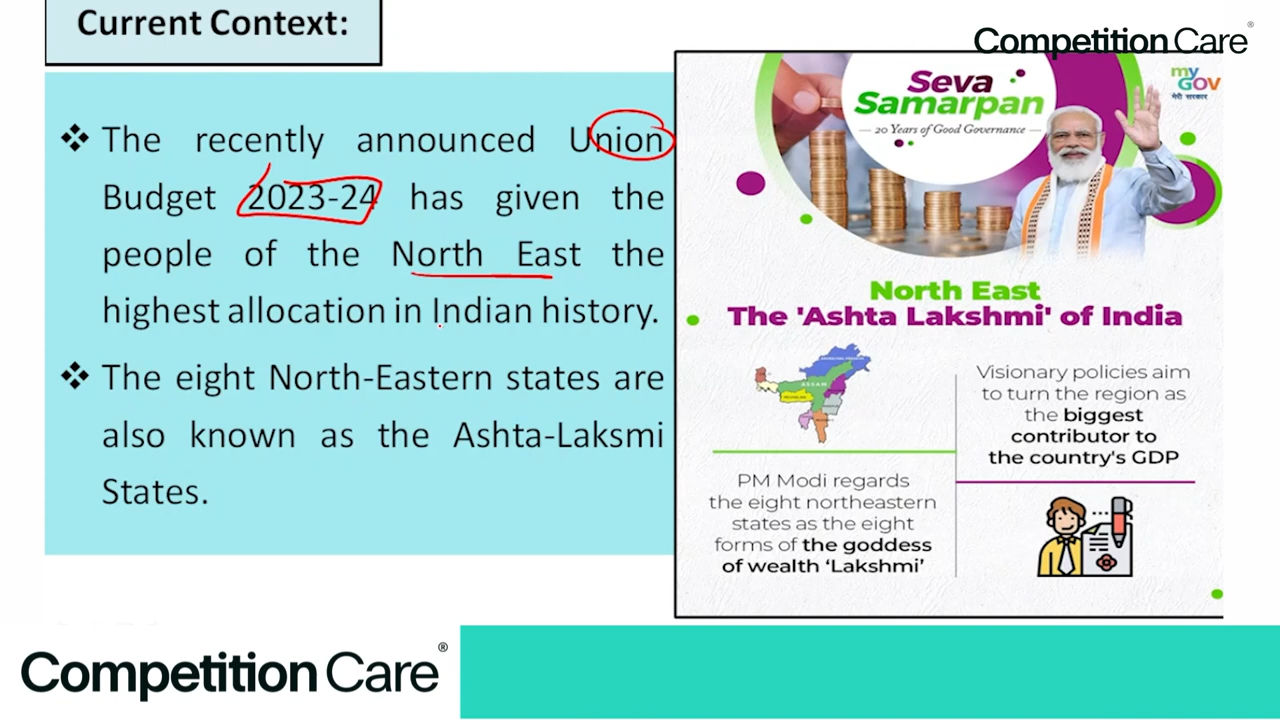 Current Context:
Competition Care®
❖ The recently announced Union
Budget 2023-24 has given the
people of the North East the
highest allocation in Indian history.
❖ The eight North-Eastern states are
also known as the Ashta-Laksmi
States.
my
GOV
मेरी सरकार
Seva
Samarpan
20 Years of Good Governance
North East
The 'Ashta Lakshmi' of India
ASSAM
PM Modi regards
the eight northeastern
states as the eight
forms of the goddess
of wealth ‘Lakshmi’
Visionary policies aim
to turn the region as
the biggest
contributor to
the country's GDP
Competition Care®